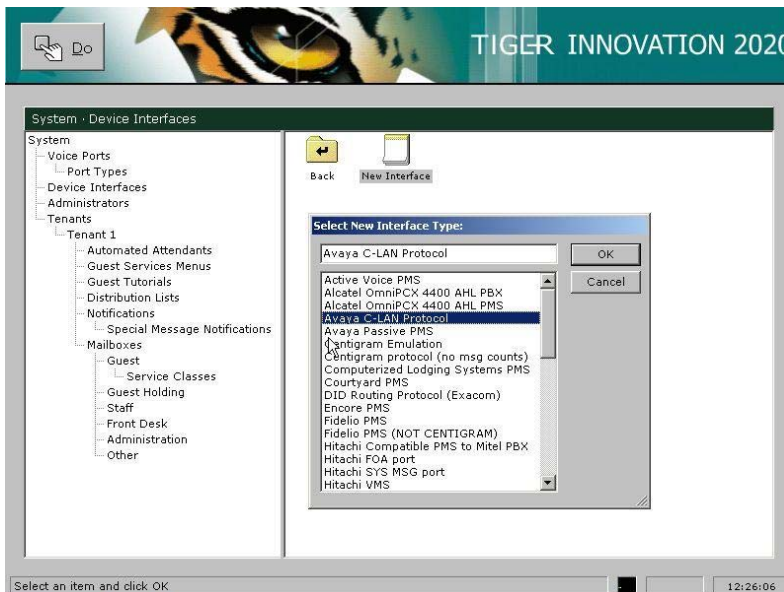 Do
TIGER INNOVATION 2020
System · Device Interfaces
System
Voice Ports
Port Types
Device Interfaces
Administrators
Tenants
Tenant 1
Automated Attendants
Guest Services Menus
Guest Tutorials
Distribution Lists
Notifications
Special Message Notifications
Mailboxes
Guest
Service Classes
Guest Holding
Staff
Front Desk
Administration
Other
Back
New Interface
Select New Interface Type:
Avaya C-LAN Protocol
OK
Cancel
Active Voice PMS
Alcatel OmniPCX 4400 AHL PBX
Alcatel OmniPCX 4400 AHL PMS
Avaya C-LAN Protocol
Avaya Passive PMS
Centigram Emulation
Centigram protocol (no msg counts)
Computerized Lodging Systems PMS
Courtyard PMS
DID Routing Protocol (Exacom)
Encore PMS
Fidelio PMS
Fidelio PMS (NOT CENTIGRAM)
Hitachi Compatible PMS to Mitel PBX
Hitachi FOA port
Hitachi SYS MSG port
Hitachi VMS
Select an item and click OK
12:26:06